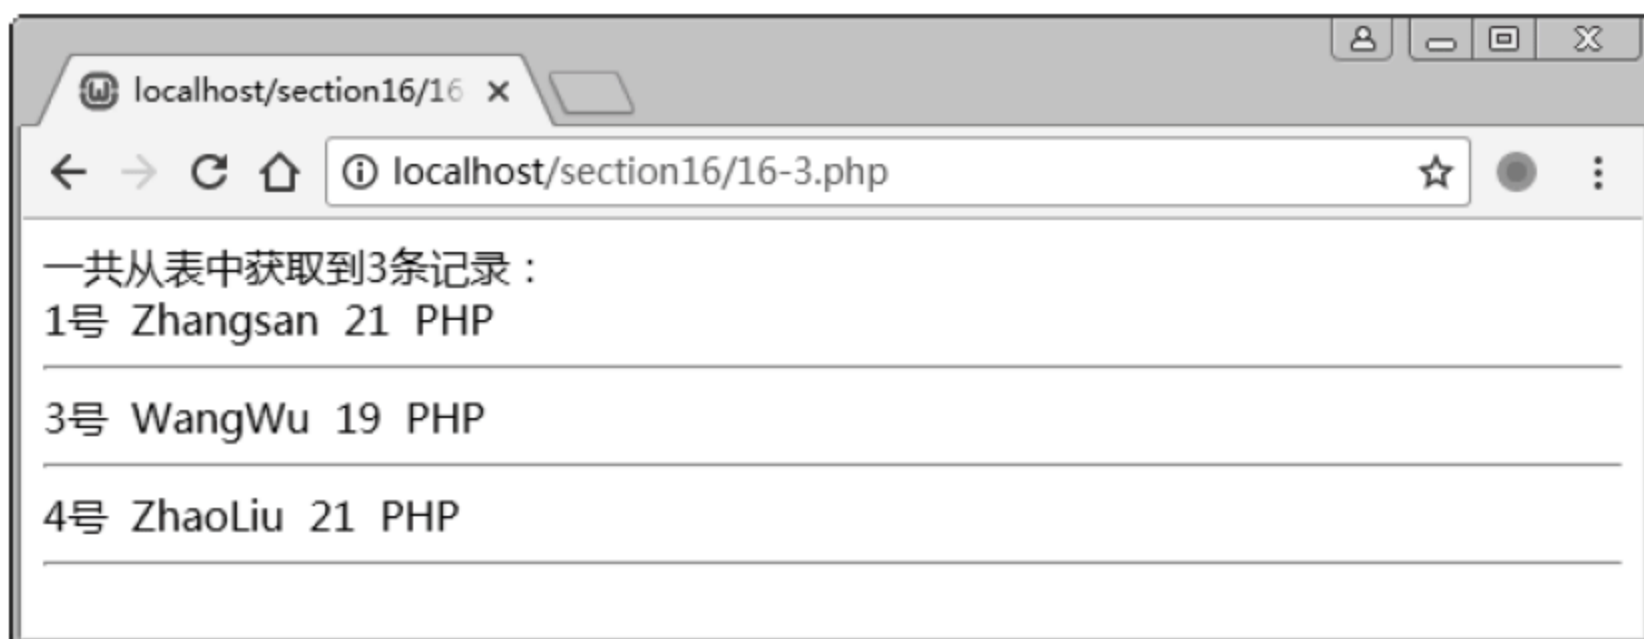 localhost/section16/16
localhost/section16/16-3.php
一共从表中获取到3条记录：
1号 Zhangsan 21 PHP
3号 WangWu 19 PHP
4号 ZhaoLiu 21 PHP